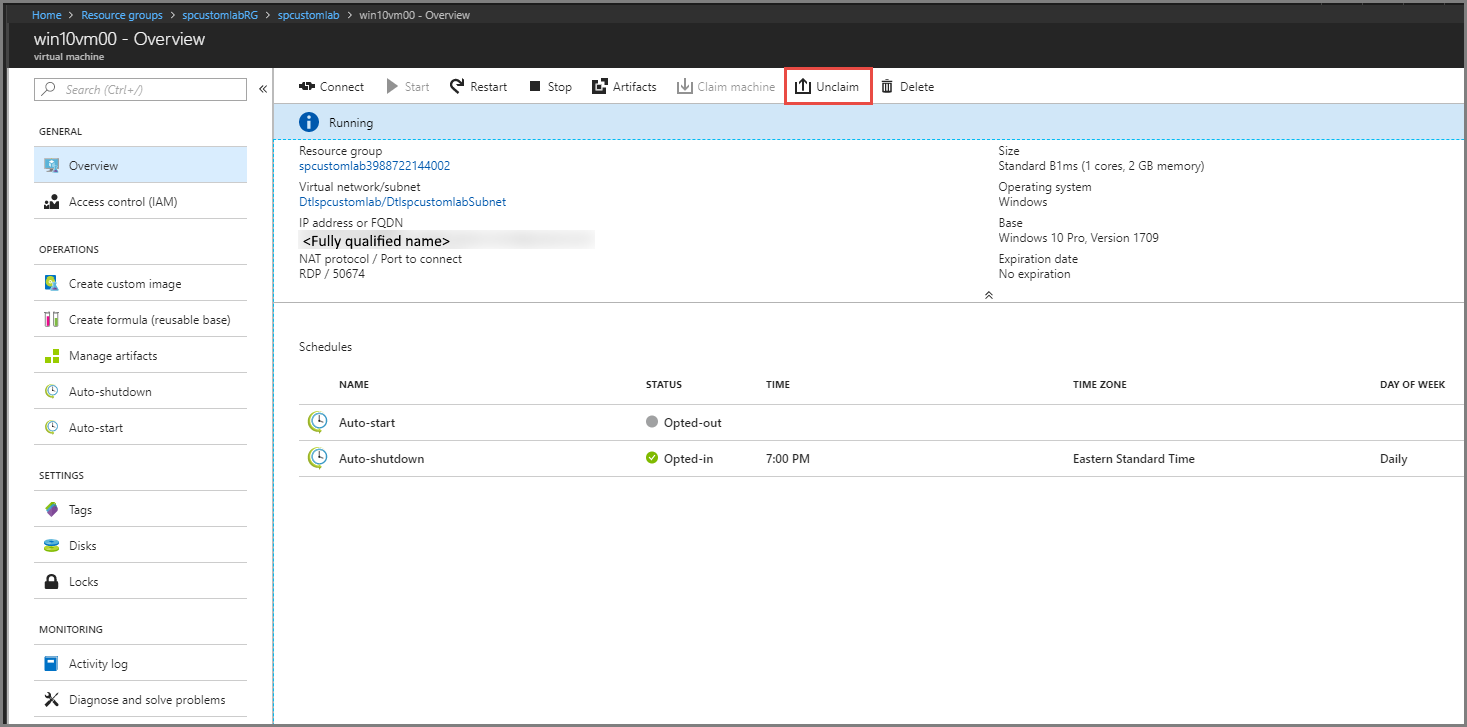 Home > Resource groups > spcustomlabRG > spcustomlab > win10vm00 - Overview
win10vm00 - Overview
virtual machine
Search (Ctrl+/)
«
GENERAL
Overview
Access control (IAM)
OPERATIONS
Create custom image
Create formula (reusable base)
Manage artifacts
Auto-shutdown
Auto-start
SETTINGS
Tags
Disks
Locks
MONITORING
Activity log
Diagnose and solve problems
Connect Start Restart Stop Artifacts Claim machine Unclaim Delete
Running
Resource group
spcustomlab3988722144002
Virtual network/subnet
Dtlspcustomlab/DtlspcustomlabSubnet
IP address or FQDN
<Fully qualified name>
NAT protocol / Port to connect
RDP / 50674
Size
Standard B1ms (1 cores, 2 GB memory)
Operating system
Windows
Base
Windows 10 Pro, Version 1709
Expiration date
No expiration
Schedules
NAME STATUS TIME TIME ZONE DAY OF WEEK
Auto-start Opted-out
Auto-shutdown Opted-in 7:00 PM Eastern Standard Time Daily